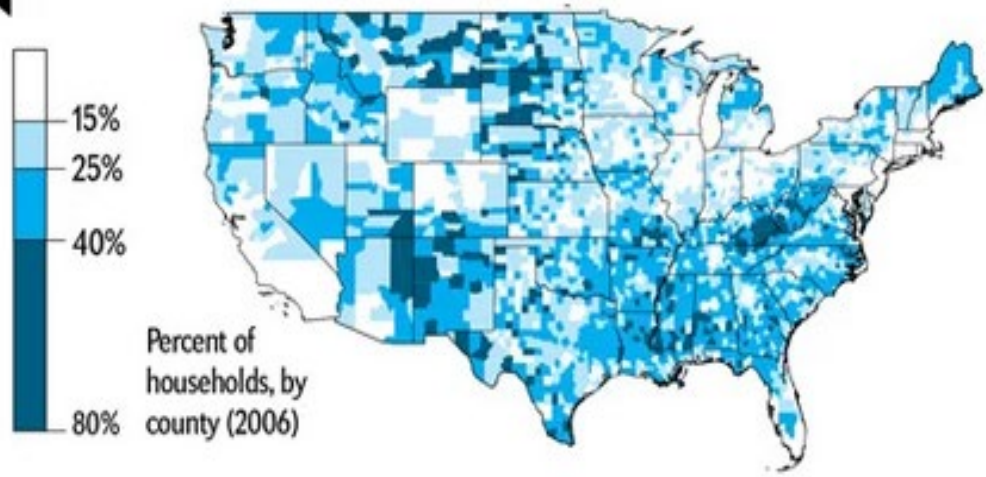 15%
25%
40%
80%
Percent of
households, by
county (2006)